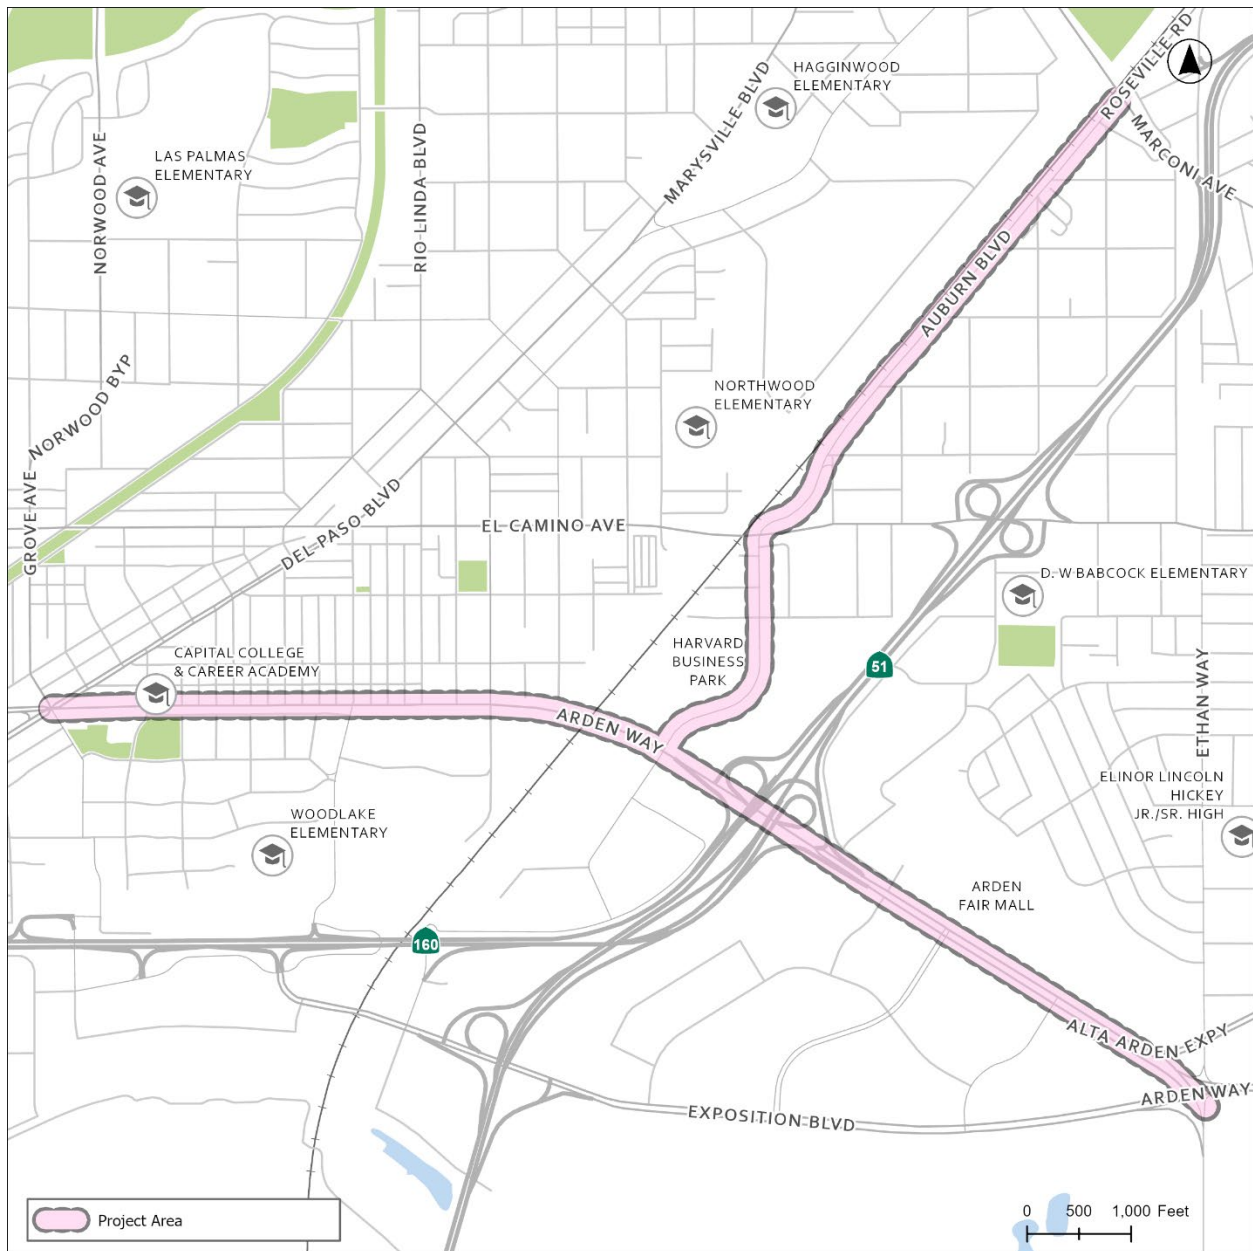 ROSEVILLE RD
HAGGINWOOD
ELEMENTARY
MARYSVILLE BLVD
MARCONI AVE
LAS PALMAS
ELEMENTARY
NORWOOD AVE
RIO LINDA BLVD
AUBURN BLVD
NORWOOD BYP
NORTHWOOD
ELEMENTARY
GROVE AVE
DEL PASO BLVD
EL CAMINO AVE
D. W BABCOCK ELEMENTARY
CAPITAL COLLEGE
& CAREER ACADEMY
HARVARD
BUSINESS
PARK
51
ETHAN WAY
ARDEN WAY
ELINOR LINCOLN
HICKEY
JR./SR. HIGH
WOODLAKE
ELEMENTARY
ARDEN
FAIR MALL
160
ALTA ARDEN EXPY
ARDEN WAY
EXPOSITION BLVD
Project Area
0 500 1,000 Feet